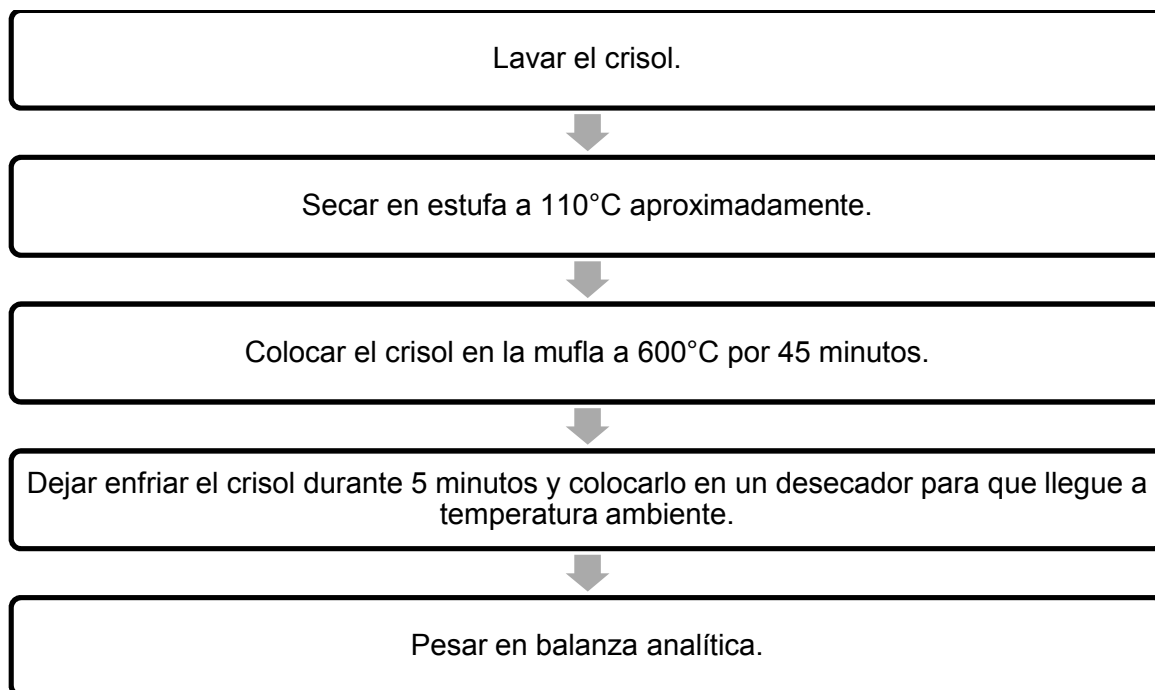 Lavar el crisol.
Secar en estufa a 110°C aproximadamente.
Colocar el crisol en la mufla a 600°C por 45 minutos.
Dejar enfriar el crisol durante 5 minutos y colocarlo en un desecador para que llegue a
temperatura ambiente.
Pesar en balanza analítica.